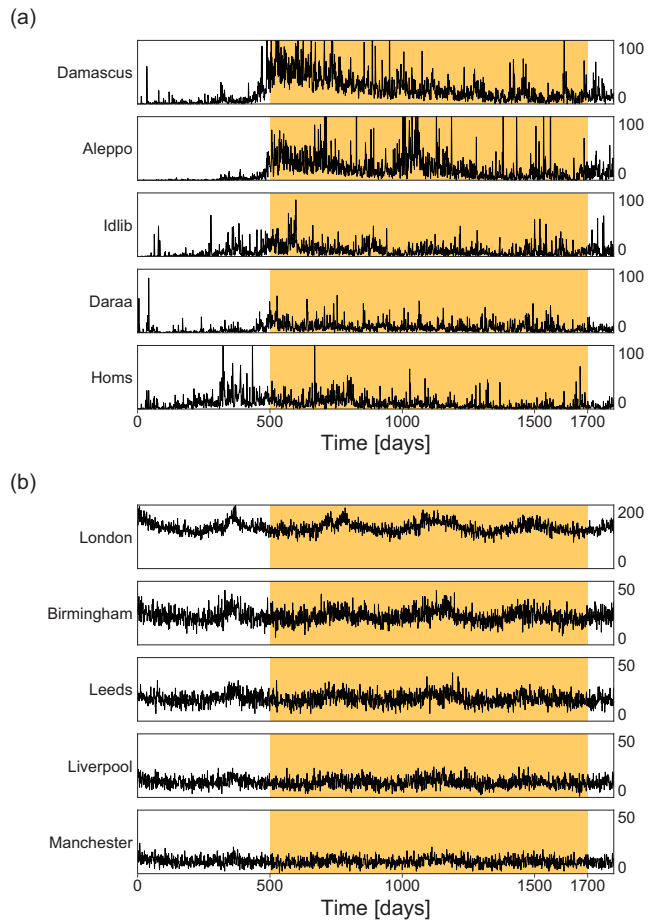 (a)
Damascus
100
0
Aleppo
100
0
Idlib
100
0
Daraa
100
0
Homs
100
0
0 500 1000 1500 1700
Time [days]
(b)
London
200
0
Birmingham
50
0
Leeds
50
0
Liverpool
50
0
Manchester
50
0
0 500 1000 1500 1700
Time [days]